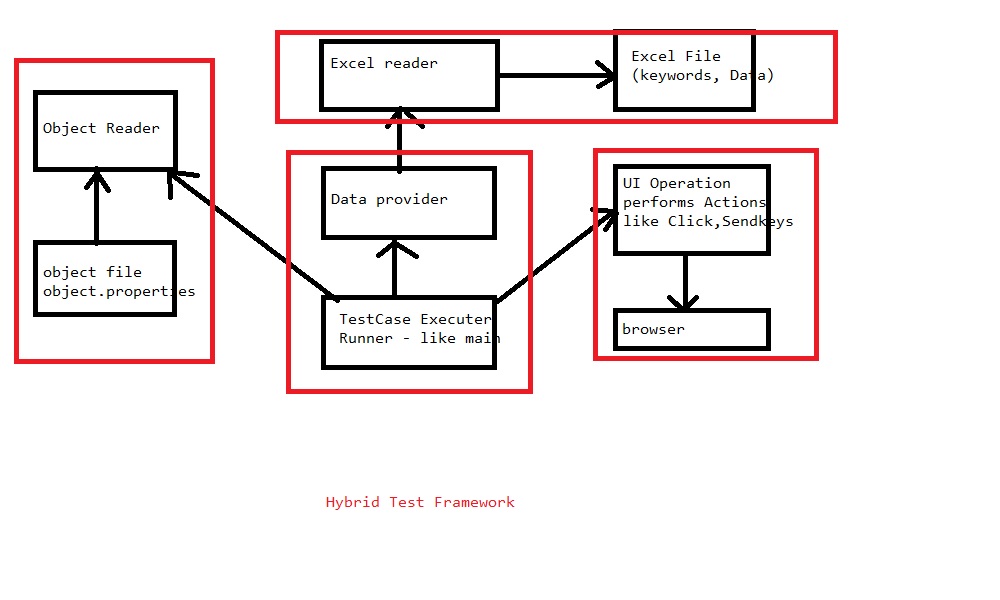 Excel reader
Excel File
(keywords, Data)
Object Reader
Data provider
UI Operation
performs Actions
like Click,Sendkeys
object file
object.properties
TestCase Executer
Runner - like main
browser
Hybrid Test Framework